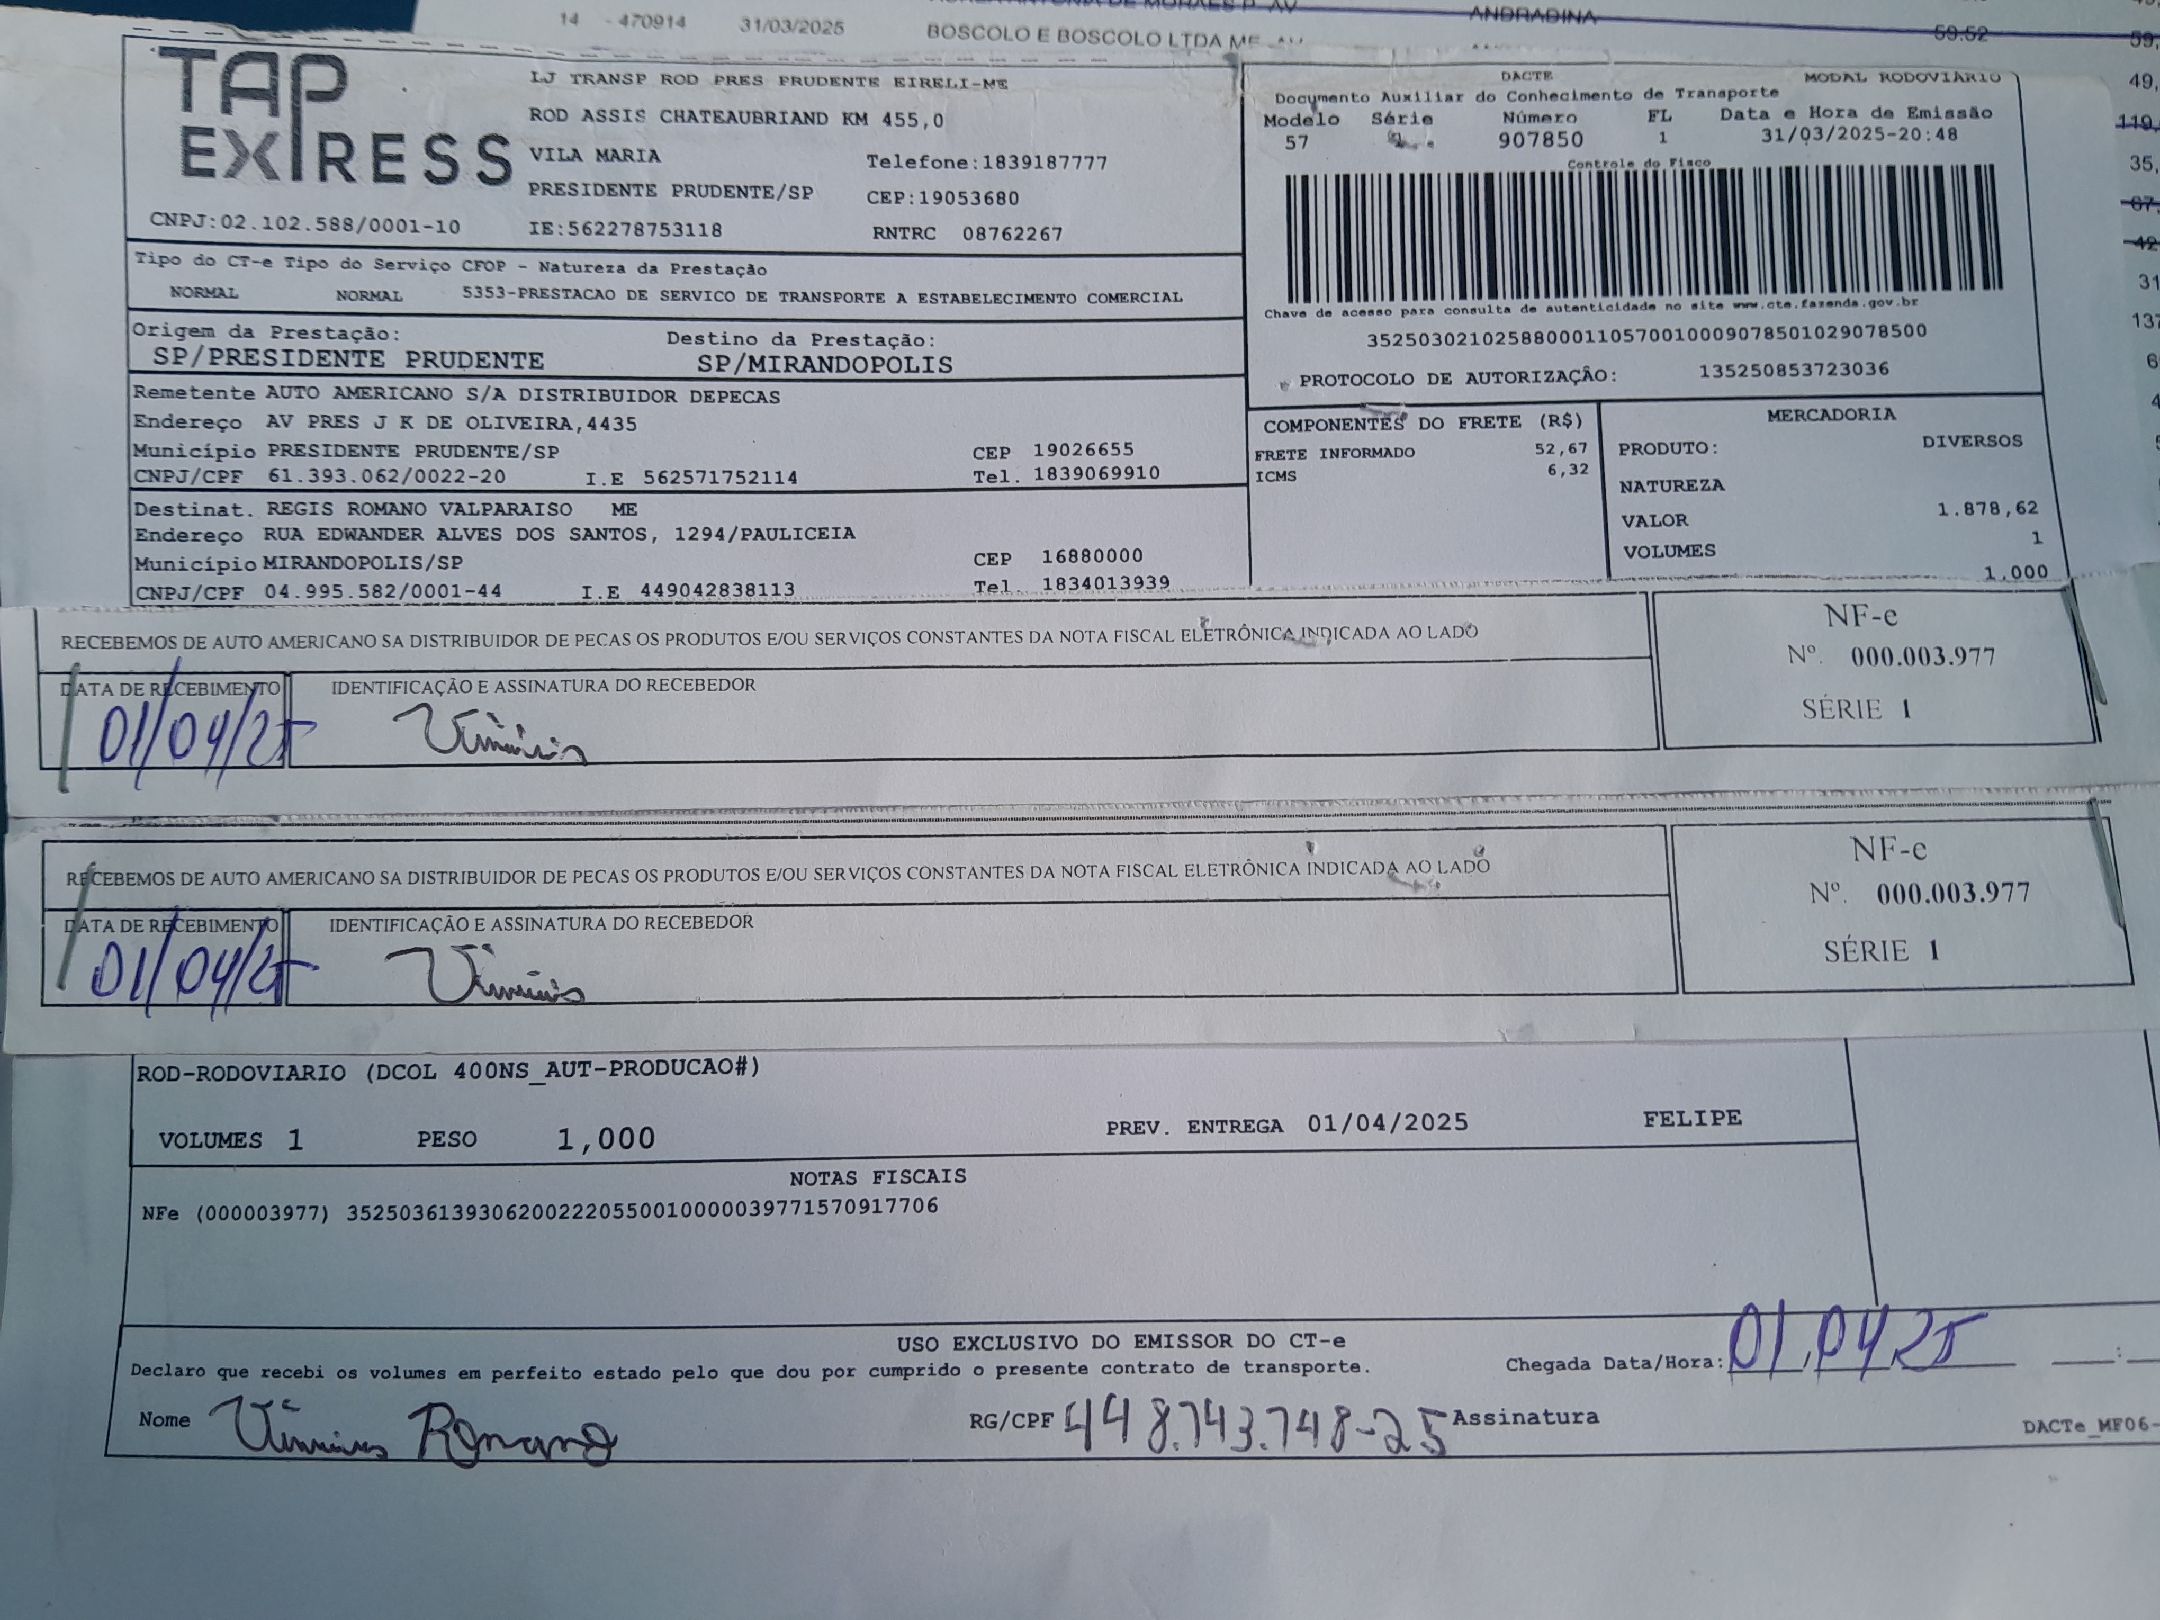 14 - 470914 31/03/2025 BOSCOLO E BOSCOLO LTDA ME AV
ANDRADINA 59.52
TAP EXPRESS
LJ TRANSP ROD PRES PRUDENTE EIRELI-ME
ROD ASSIS CHATEAUBRIAND KM 455,0
VILA MARIA Telefone:1839187777
PRESIDENTE PRUDENTE/SP CEP:19053680
CNPJ:02.102.588/0001-10 IE:562278753118 RNTRC 08762267
DACTE MODAL RODOVIÁRIO
Documento Auxiliar do Conhecimento de Transporte
Modelo Série Número FL Data e Hora de Emissão
57 907850 1 31/03/2025-20:48
Controle do Fisco
Chave de acesso para consulta de autenticidade no site www.cte.fazenda.gov.br
35250302102588000110570010009078501029078500
PROTOCOLO DE AUTORIZAÇÃO: 135250853723036
Tipo do CT-e Tipo do Serviço CFOP - Natureza da Prestação
NORMAL NORMAL 5353-PRESTACAO DE SERVICO DE TRANSPORTE A ESTABELECIMENTO COMERCIAL
Origem da Prestação: Destino da Prestação:
SP/PRESIDENTE PRUDENTE SP/MIRANDOPOLIS
Remetente AUTO AMERICANO S/A DISTRIBUIDOR DEPECAS
Endereço AV PRES J K DE OLIVEIRA,4435
Município PRESIDENTE PRUDENTE/SP CEP 19026655
CNPJ/CPF 61.393.062/0022-20 I.E 562571752114 Tel. 1839069910
Destinat. REGIS ROMANO VALPARAISO ME
Endereço RUA EDWANDER ALVES DOS SANTOS, 1294/PAULICEIA
Município MIRANDOPOLIS/SP CEP 16880000
CNPJ/CPF 04.995.582/0001-44 I.E 449042838113 Tel. 1834013939
COMPONENTES DO FRETE (R$)
FRETE INFORMADO 52,67
ICMS 6,32
MERCADORIA
PRODUTO: DIVERSOS
NATUREZA
VALOR 1.878,62
VOLUMES 1
1,000
RECEBEMOS DE AUTO AMERICANO SA DISTRIBUIDOR DE PECAS OS PRODUTOS E/OU SERVIÇOS CONSTANTES DA NOTA FISCAL ELETRÔNICA INDICADA AO LADO
DATA DE RECEBIMENTO IDENTIFICAÇÃO E ASSINATURA DO RECEBEDOR
01/04/25 Vinícius
NF-e
Nº. 000.003.977
SÉRIE 1
RECEBEMOS DE AUTO AMERICANO SA DISTRIBUIDOR DE PECAS OS PRODUTOS E/OU SERVIÇOS CONSTANTES DA NOTA FISCAL ELETRÔNICA INDICADA AO LADO
DATA DE RECEBIMENTO IDENTIFICAÇÃO E ASSINATURA DO RECEBEDOR
01/04/25 Vinícius
NF-e
Nº. 000.003.977
SÉRIE 1
ROD-RODOVIARIO (DCOL 400NS_AUT-PRODUCAO#)
VOLUMES 1 PESO 1,000 PREV. ENTREGA 01/04/2025 FELIPE
NOTAS FISCAIS
NFe (000003977) 35250361393062002220550010000039771570917706
USO EXCLUSIVO DO EMISSOR DO CT-e
Declaro que recebi os volumes em perfeito estado pelo que dou por cumprido o presente contrato de transporte. Chegada Data/Hora: 01,04,25 :
Nome Vinícius Romano RG/CPF 448.743.748-25 Assinatura
DACTe_MF06-